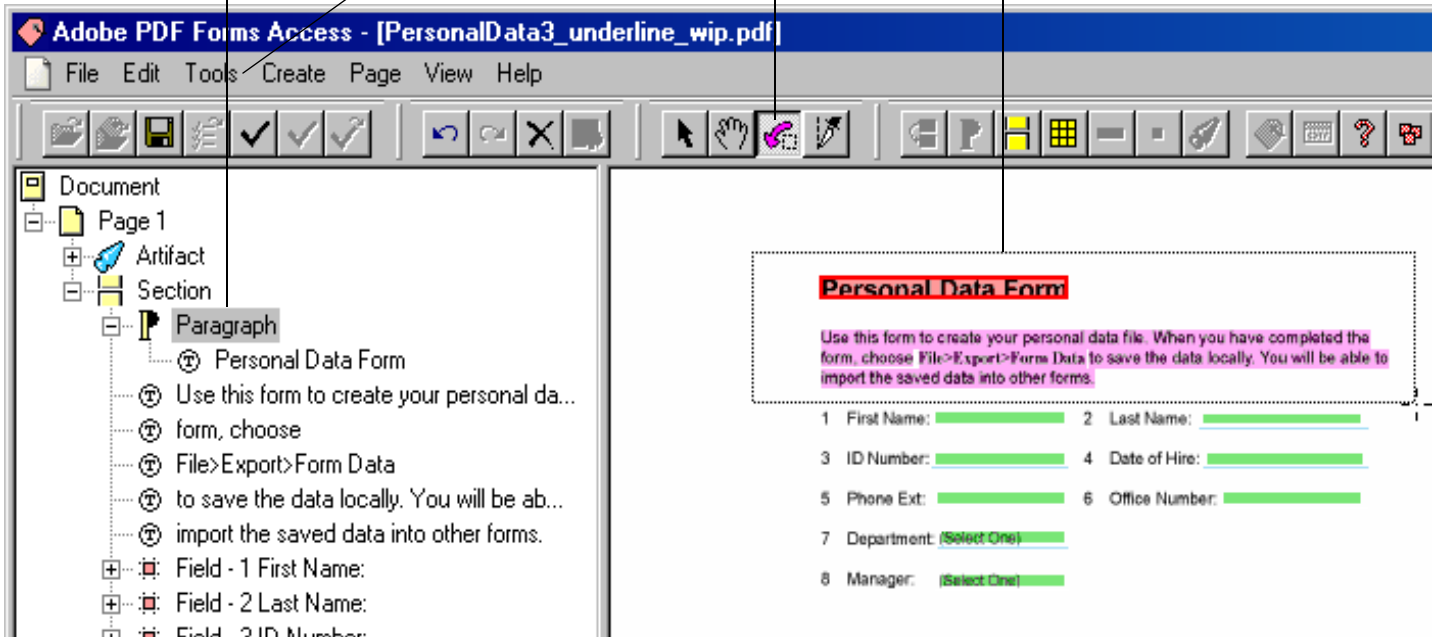 Adobe PDF Forms Access - [PersonalData3_underline_wip.pdf]
File Edit Tools Create Page View Help
Document
Page 1
Artifact
Section
Paragraph
Personal Data Form
Use this form to create your personal da...
form, choose
File>Export>Form Data
to save the data locally. You will be ab...
import the saved data into other forms.
Field - 1 First Name:
Field - 2 Last Name:
Field - 3 ID Number:
Personal Data Form
Use this form to create your personal data file. When you have completed the
form, choose File>Export>Form Data to save the data locally. You will be able to
import the saved data into other forms.
1 First Name: 2 Last Name:
3 ID Number: 4 Date of Hire:
5 Phone Ext: 6 Office Number:
7 Department: (Select One)
8 Manager: (Select One)